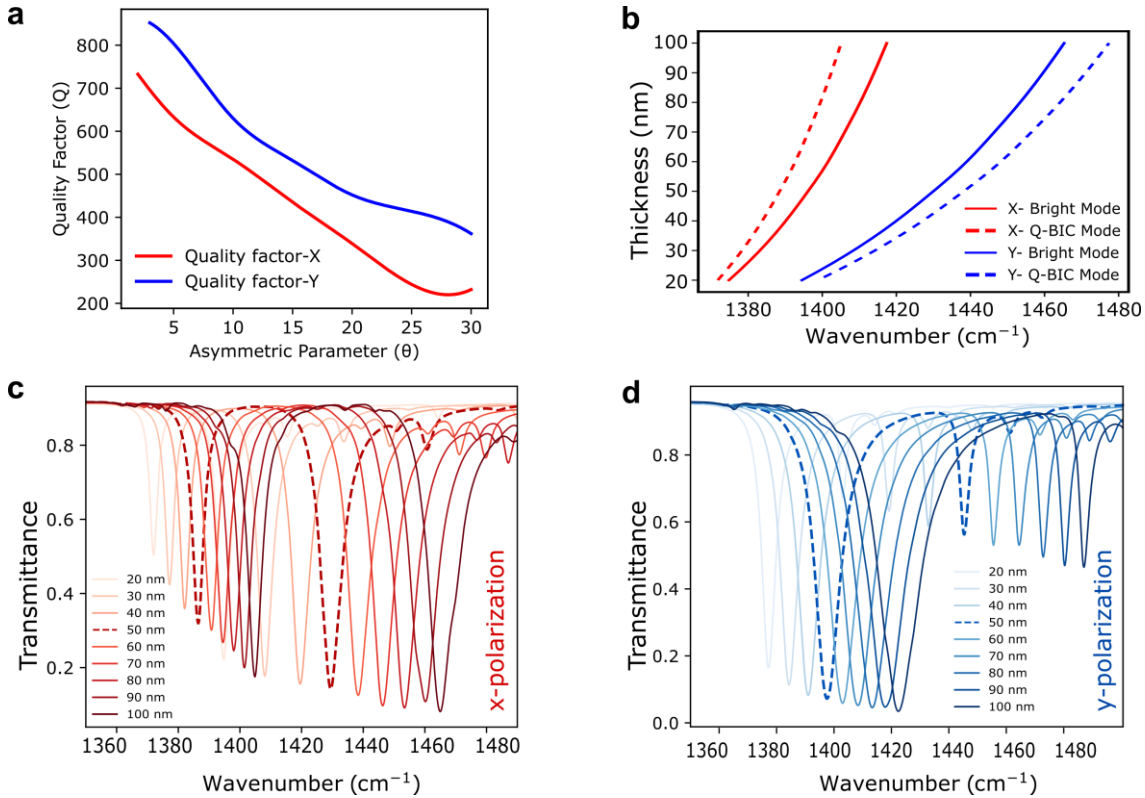 a
800
700
600
500
400
300
200
Quality Factor (Q)
Quality factor-X
Quality factor-Y
5
10
15
20
25
30
Asymmetric Parameter (θ)
b
100
90
80
70
60
50
40
30
20
Thickness (nm)
X- Bright Mode
X- Q-BIC Mode
Y- Bright Mode
Y- Q-BIC Mode
1380
1400
1420
1440
1460
1480
Wavenumber (cm⁻¹)
c
0.8
0.6
0.4
0.2
Transmittance
20 nm
30 nm
40 nm
50 nm
60 nm
70 nm
80 nm
90 nm
100 nm
x-polarization
1360
1380
1400
1420
1440
1460
1480
Wavenumber (cm⁻¹)
d
0.8
0.6
0.4
0.2
0.0
Transmittance
20 nm
30 nm
40 nm
50 nm
60 nm
70 nm
80 nm
90 nm
100 nm
y-polarization
1360
1380
1400
1420
1440
1460
1480
Wavenumber (cm⁻¹)